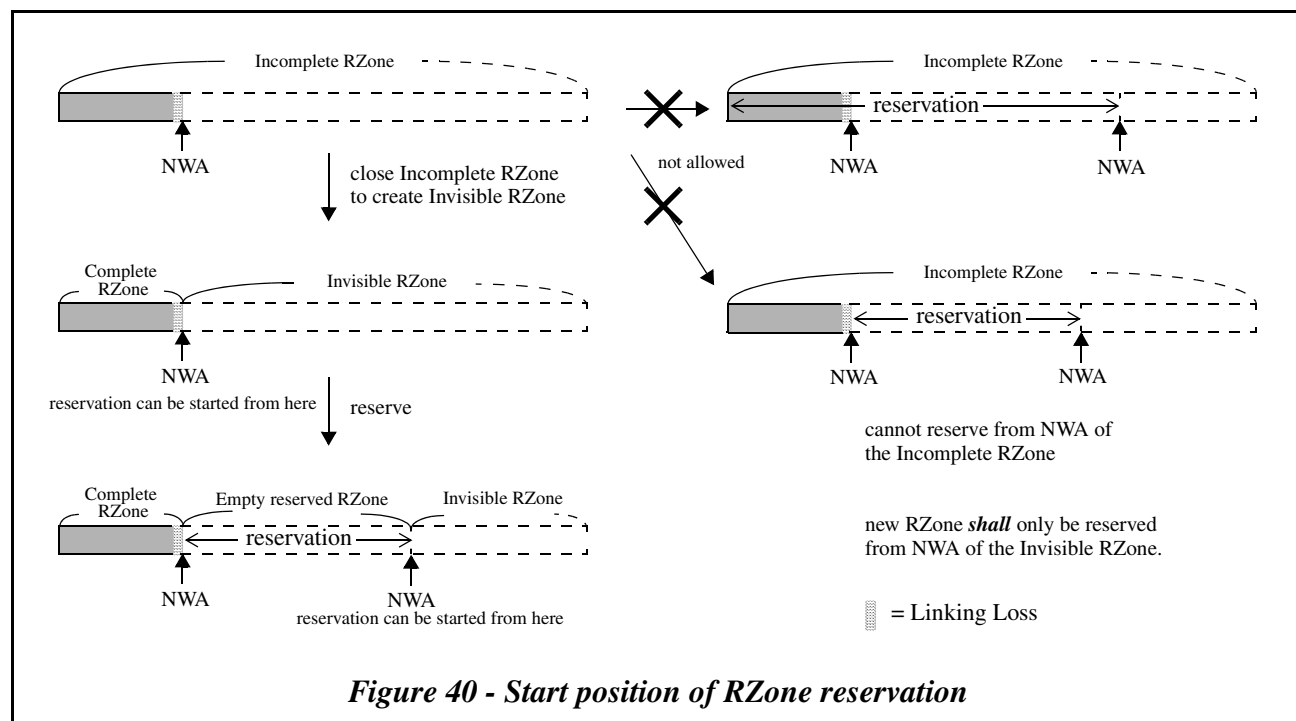 Incomplete RZone
NWA
close Incomplete RZone
to create Invisible RZone
Complete
RZone
Invisible RZone
NWA
reservation can be started from here
reserve
Complete
RZone
Empty reserved RZone
Invisible RZone
reservation
NWA
NWA
reservation can be started from here
Incomplete RZone
reservation
not allowed
NWA
NWA
Incomplete RZone
reservation
NWA
NWA
cannot reserve from NWA of
the Incomplete RZone
new RZone shall only be reserved
from NWA of the Invisible RZone.
= Linking Loss
Figure 40 - Start position of RZone reservation